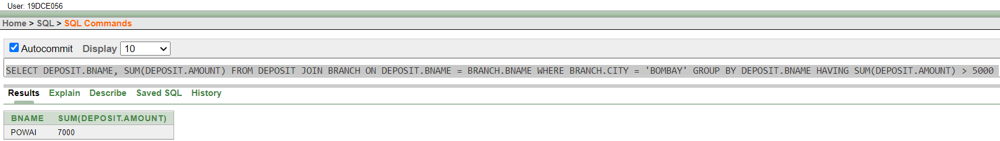 User: 19DCE056
Home > SQL > SQL Commands
Autocommit Display 10
SELECT DEPOSIT.BNAME, SUM(DEPOSIT.AMOUNT) FROM DEPOSIT JOIN BRANCH ON DEPOSIT.BNAME = BRANCH.BNAME WHERE BRANCH.CITY = 'BOMBAY' GROUP BY DEPOSIT.BNAME HAVING SUM(DEPOSIT.AMOUNT) > 5000
Results Explain Describe Saved SQL History
BNAME SUM(DEPOSIT.AMOUNT)
POWAI 7000